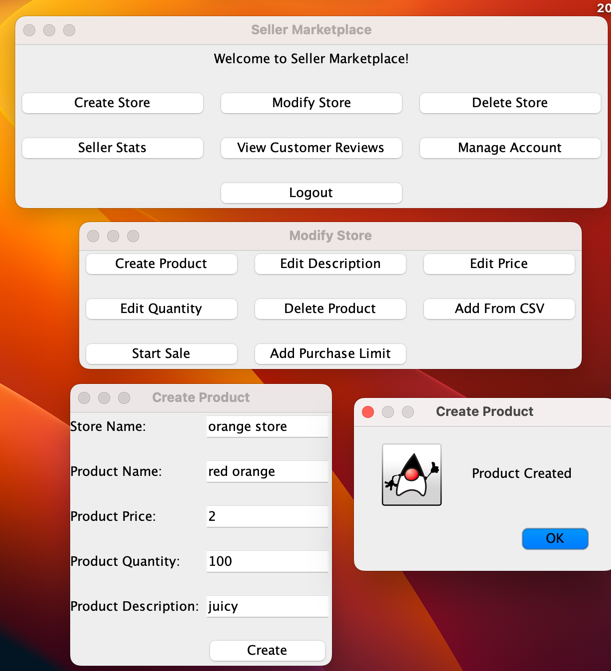 20
Seller Marketplace
Welcome to Seller Marketplace!
Create Store Modify Store Delete Store
Seller Stats View Customer Reviews Manage Account
Logout
Modify Store
Create Product Edit Description Edit Price
Edit Quantity Delete Product Add From CSV
Start Sale Add Purchase Limit
Create Product
Store Name: orange store
Product Name: red orange
Product Price: 2
Product Quantity: 100
Product Description: juicy
Create
Create Product
Product Created
OK